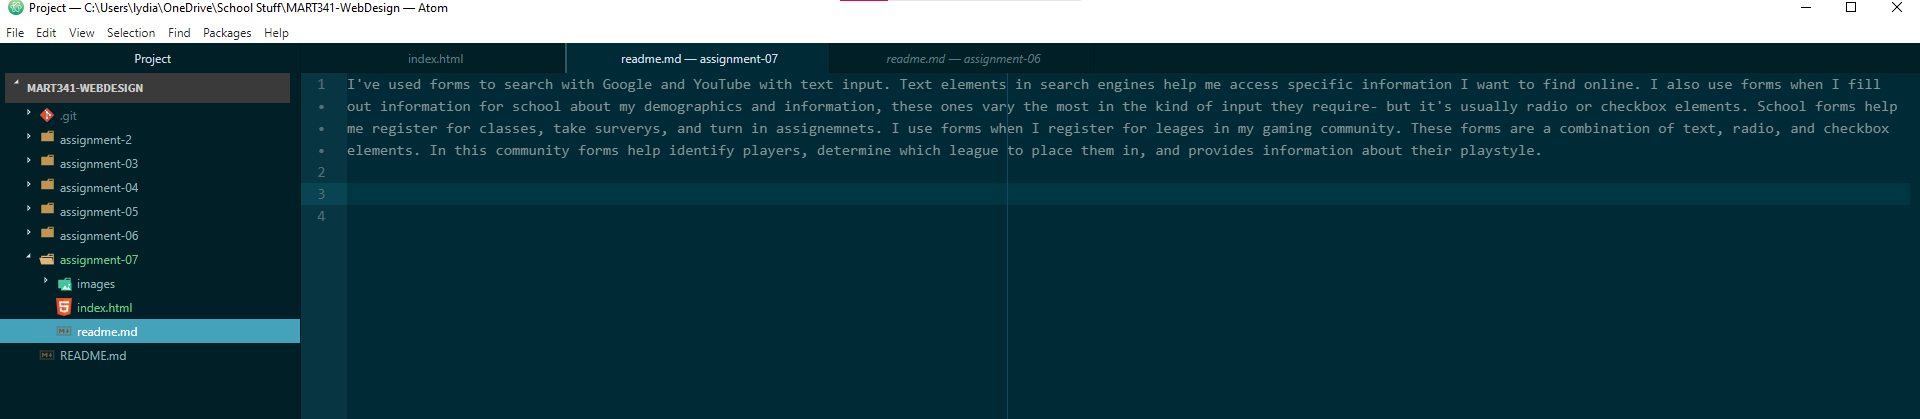 Project — C:\Users\lydia\OneDrive\School Stuff\MART341-WebDesign — Atom
File Edit View Selection Find Packages Help
Project
index.html
readme.md — assignment-07
readme.md — assignment-06
MART341-WEBDESIGN
.git
assignment-2
assignment-03
assignment-04
assignment-05
assignment-06
assignment-07
images
index.html
readme.md
README.md
1 I've used forms to search with Google and YouTube with text input. Text elements in search engines help me access specific information I want to find online. I also use forms when I fill
• out information for school about my demographics and information, these ones vary the most in the kind of input they require- but it's usually radio or checkbox elements. School forms help
• me register for classes, take surverys, and turn in assignemnets. I use forms when I register for leages in my gaming community. These forms are a combination of text, radio, and checkbox
• elements. In this community forms help identify players, determine which league to place them in, and provides information about their playstyle.
2
3
4